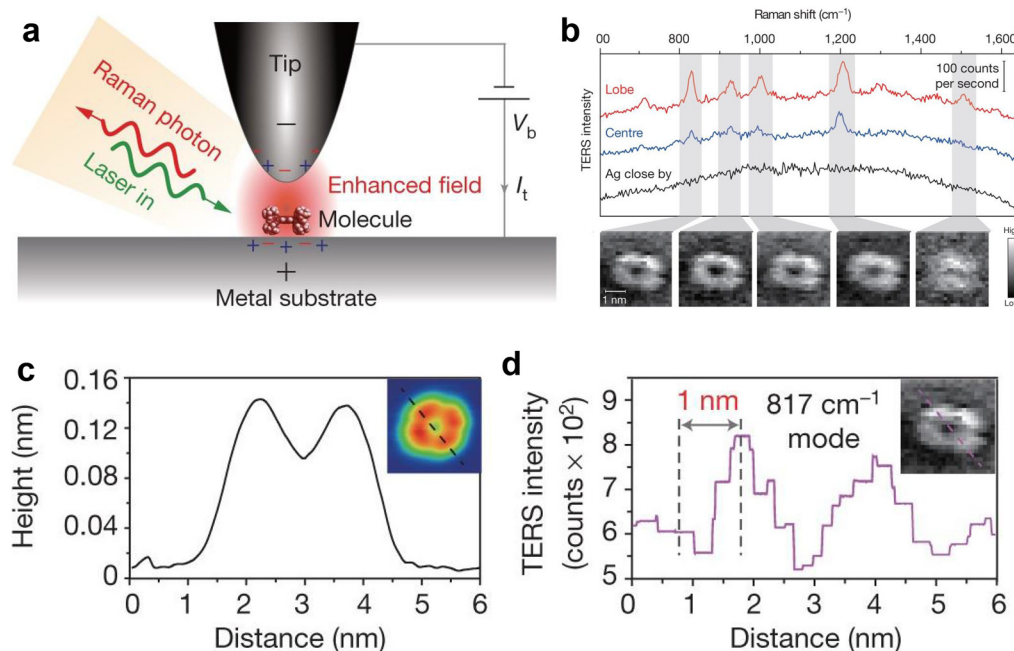 a
Tip
−
Raman photon
Laser in
+ − +
Enhanced field
Molecule
+ − + − +
+
Metal substrate
Vb
It
b
Raman shift (cm⁻¹)
00 800 1,000 1,200 1,400 1,600
TERS intensity
100 counts
per second
Lobe
Centre
Ag close by
1 nm
High
Low
c
Height (nm)
0.16
0.12
0.08
0.04
0
0 1 2 3 4 5 6
Distance (nm)
d
TERS intensity
(counts × 10²)
9
8
7
6
5
1 nm
817 cm⁻¹
mode
0 1 2 3 4 5 6
Distance (nm)